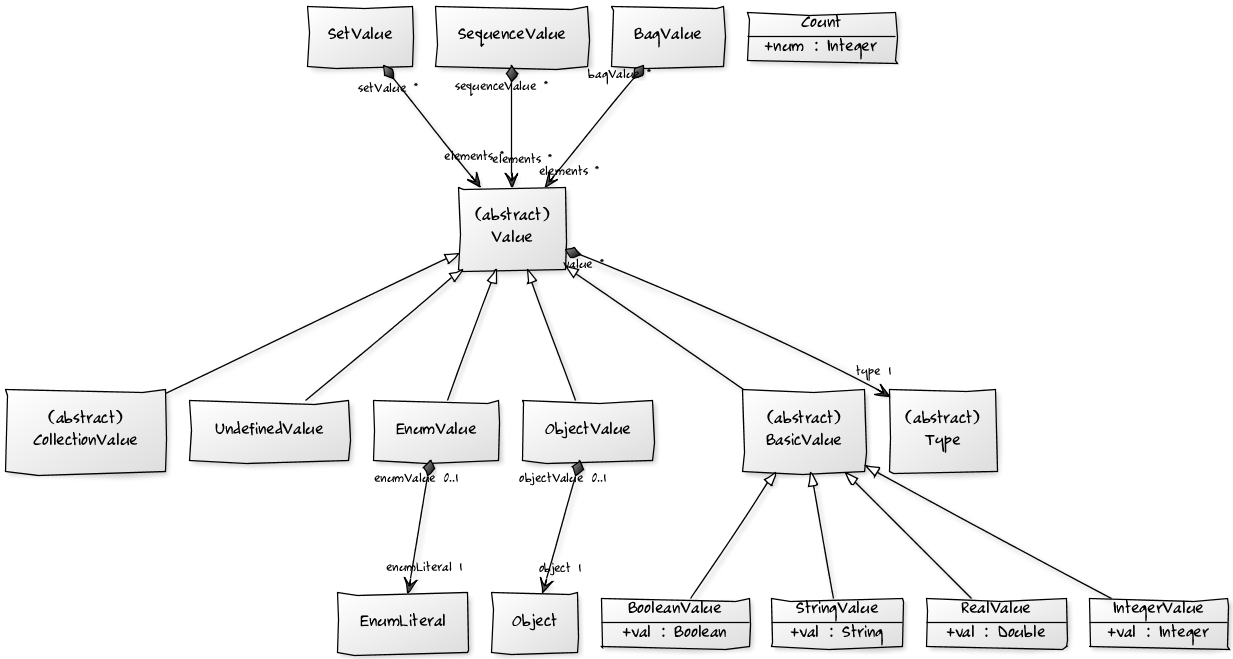 SetValue
SequenceValue
BagValue
Count
+num : Integer
setValue *
sequenceValue *
bagValue *
elements *
elements *
elements *
(abstract)
Value
value *
type 1
(abstract)
CollectionValue
UndefinedValue
EnumValue
ObjectValue
(abstract)
BasicValue
(abstract)
Type
enumValue 0..1
objectValue 0..1
enumLiteral 1
object 1
EnumLiteral
Object
BooleanValue
+val : Boolean
StringValue
+val : String
RealValue
+val : Double
IntegerValue
+val : Integer